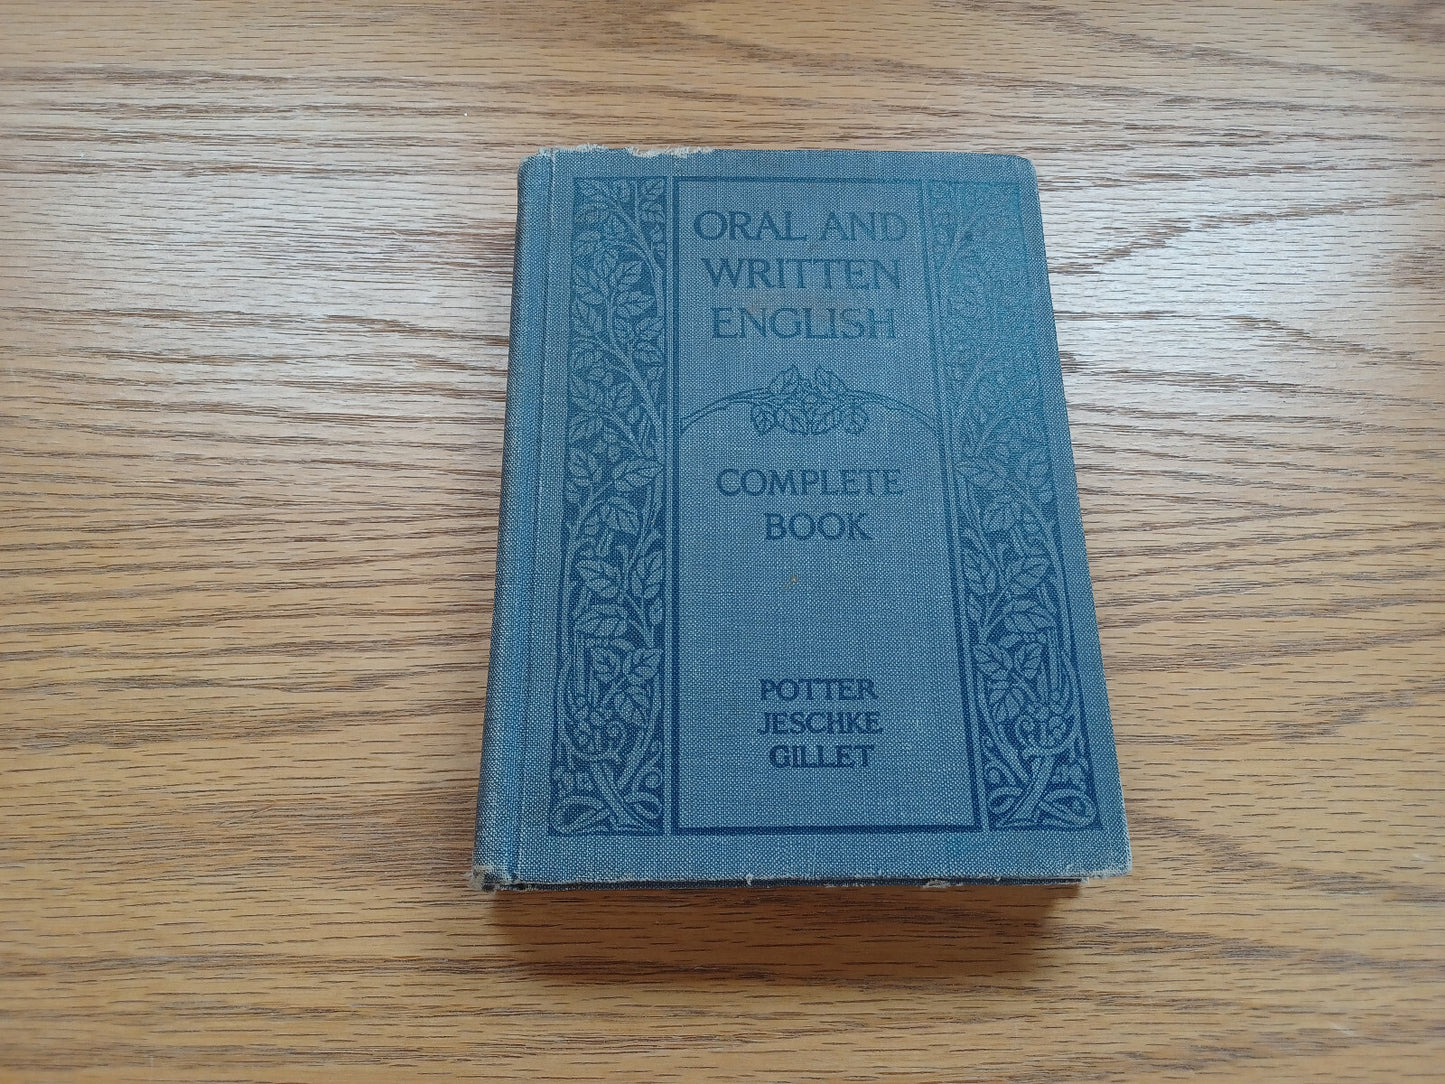 ORAL AND
WRITTEN
ENGLISH
COMPLETE
BOOK
POTTER
JESCHKE
GILLET